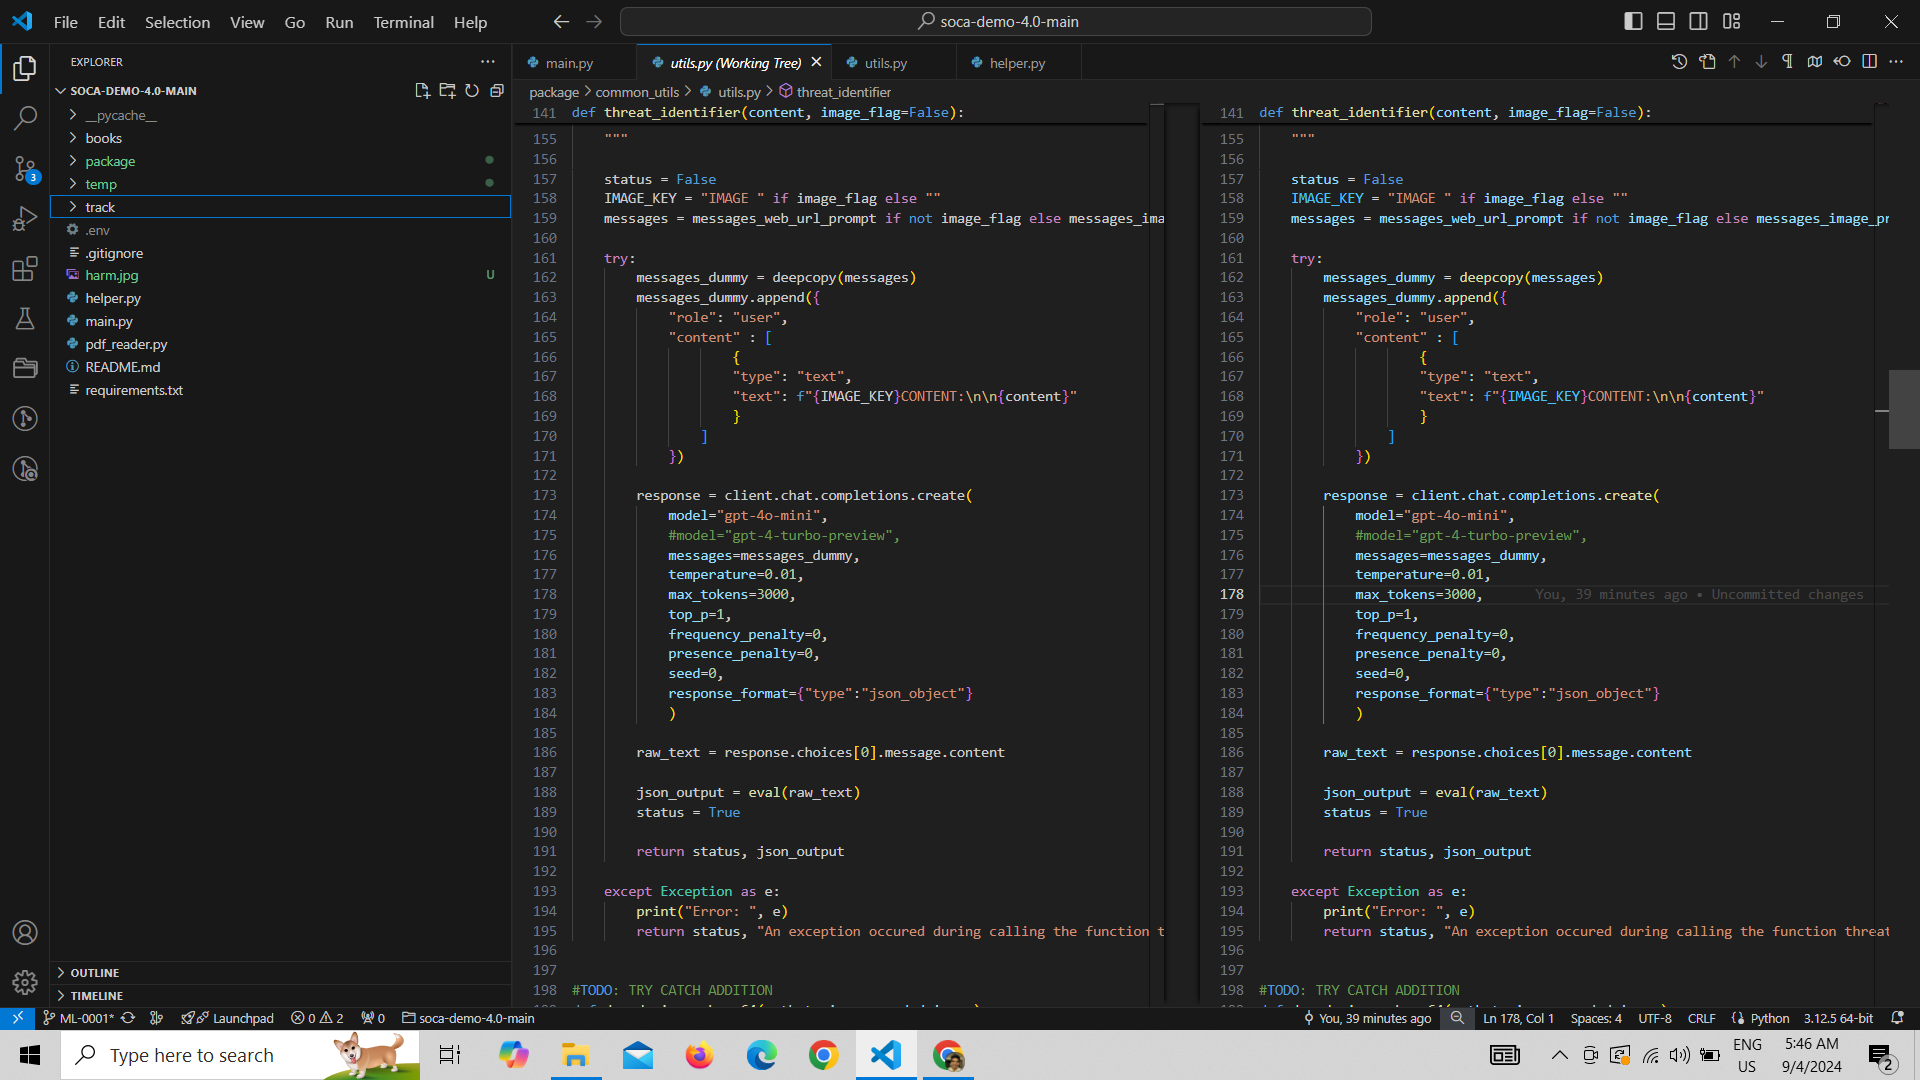 File Edit Selection View Go Run Terminal Help
soca-demo-4.0-main
EXPLORER
SOCA-DEMO-4.0-MAIN
__pycache__
books
package
temp
track
.env
.gitignore
harm.jpg U
helper.py
main.py
pdf_reader.py
README.md
requirements.txt
OUTLINE
TIMELINE
3
main.py
utils.py (Working Tree)
utils.py
helper.py
package > common_utils > utils.py > threat_identifier
141 def threat_identifier(content, image_flag=False):
155 """
156
157 status = False
158 IMAGE_KEY = "IMAGE " if image_flag else ""
159 messages = messages_web_url_prompt if not image_flag else messages_ima
160
161 try:
162 messages_dummy = deepcopy(messages)
163 messages_dummy.append({
164 "role": "user",
165 "content" : [
166 {
167 "type": "text",
168 "text": f"{IMAGE_KEY}CONTENT:\n\n{content}"
169 }
170 ]
171 })
172
173 response = client.chat.completions.create(
174 model="gpt-4o-mini",
175 #model="gpt-4-turbo-preview",
176 messages=messages_dummy,
177 temperature=0.01,
178 max_tokens=3000,
179 top_p=1,
180 frequency_penalty=0,
181 presence_penalty=0,
182 seed=0,
183 response_format={"type":"json_object"}
184 )
185
186 raw_text = response.choices[0].message.content
187
188 json_output = eval(raw_text)
189 status = True
190
191 return status, json_output
192
193 except Exception as e:
194 print("Error: ", e)
195 return status, "An exception occured during calling the function t
196
197
198 #TODO: TRY CATCH ADDITION
141 def threat_identifier(content, image_flag=False):
155 """
156
157 status = False
158 IMAGE_KEY = "IMAGE " if image_flag else ""
159 messages = messages_web_url_prompt if not image_flag else messages_image_pr
160
161 try:
162 messages_dummy = deepcopy(messages)
163 messages_dummy.append({
164 "role": "user",
165 "content" : [
166 {
167 "type": "text",
168 "text": f"{IMAGE_KEY}CONTENT:\n\n{content}"
169 }
170 ]
171 })
172
173 response = client.chat.completions.create(
174 model="gpt-4o-mini",
175 #model="gpt-4-turbo-preview",
176 messages=messages_dummy,
177 temperature=0.01,
178 max_tokens=3000, You, 39 minutes ago • Uncommitted changes
179 top_p=1,
180 frequency_penalty=0,
181 presence_penalty=0,
182 seed=0,
183 response_format={"type":"json_object"}
184 )
185
186 raw_text = response.choices[0].message.content
187
188 json_output = eval(raw_text)
189 status = True
190
191 return status, json_output
192
193 except Exception as e:
194 print("Error: ", e)
195 return status, "An exception occured during calling the function threat
196
197
198 #TODO: TRY CATCH ADDITION
ML-0001* Launchpad 0 2 0 soca-demo-4.0-main You, 39 minutes ago Ln 178, Col 1 Spaces: 4 UTF-8 CRLF Python 3.12.5 64-bit
Type here to search
ENG
US
5:46 AM
9/4/2024
2